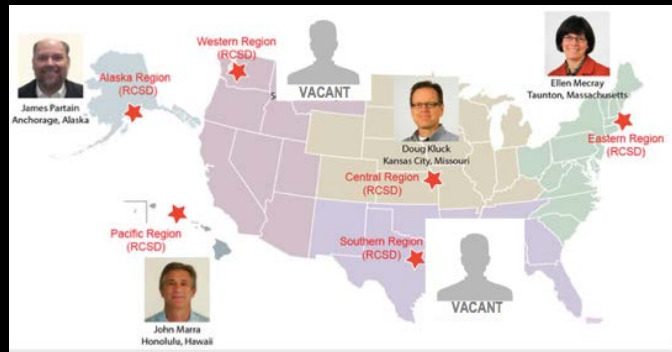 Western Region
(RCSD)
VACANT
Ellen Mecray
Taunton, Massachusetts
Alaska Region
(RCSD)
James Partain
Anchorage, Alaska
Doug Kluck
Kansas City, Missouri
Eastern Region
(RCSD)
Central Region
(RCSD)
Pacific Region
(RCSD)
Southern Region
(RCSD)
VACANT
John Marra
Honolulu, Hawaii